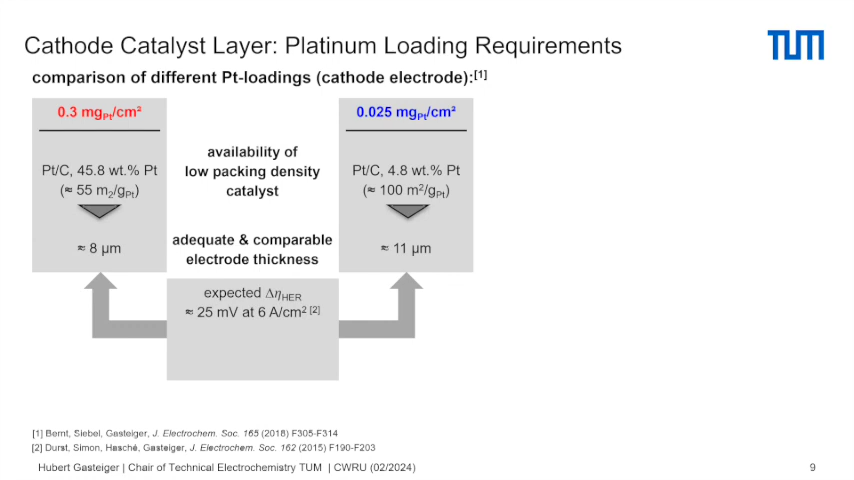 Cathode Catalyst Layer: Platinum Loading Requirements
TUM
comparison of different Pt-loadings (cathode electrode):[1]
0.3 mgPt/cm²
Pt/C, 45.8 wt.% Pt
(≈ 55 m2/gPt)
≈ 8 μm
availability of
low packing density
catalyst
adequate & comparable
electrode thickness
0.025 mgPt/cm²
Pt/C, 4.8 wt.% Pt
(≈ 100 m²/gPt)
≈ 11 μm
expected ΔηHER
≈ 25 mV at 6 A/cm² [2]
[1] Bernt, Siebel, Gasteiger, J. Electrochem. Soc. 165 (2018) F305-F314
[2] Durst, Simon, Hasché, Gasteiger, J. Electrochem. Soc. 162 (2015) F190-F203
Hubert Gasteiger | Chair of Technical Electrochemistry TUM | CWRU (02/2024)
9